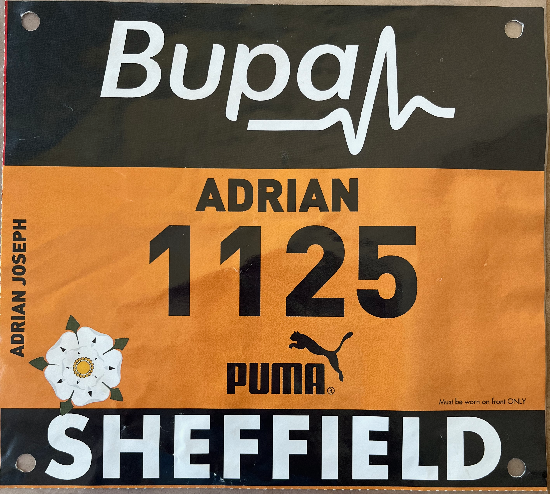 Bupa
ADRIAN
1125
ADRIAN JOSEPH
PUMA®
Must be worn on front ONLY
SHEFFIELD